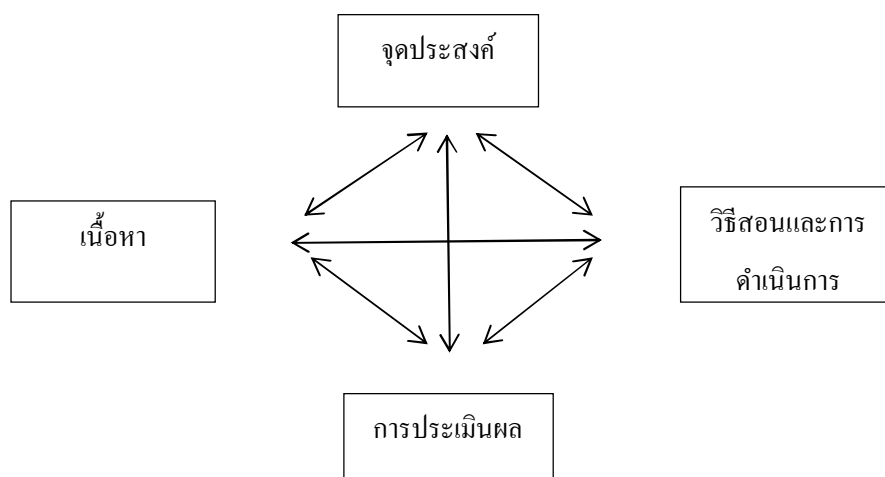 จุดประสงค์
เนื้อหา
วิธีสอนและการ
ดำเนินการ
การประเมินผล